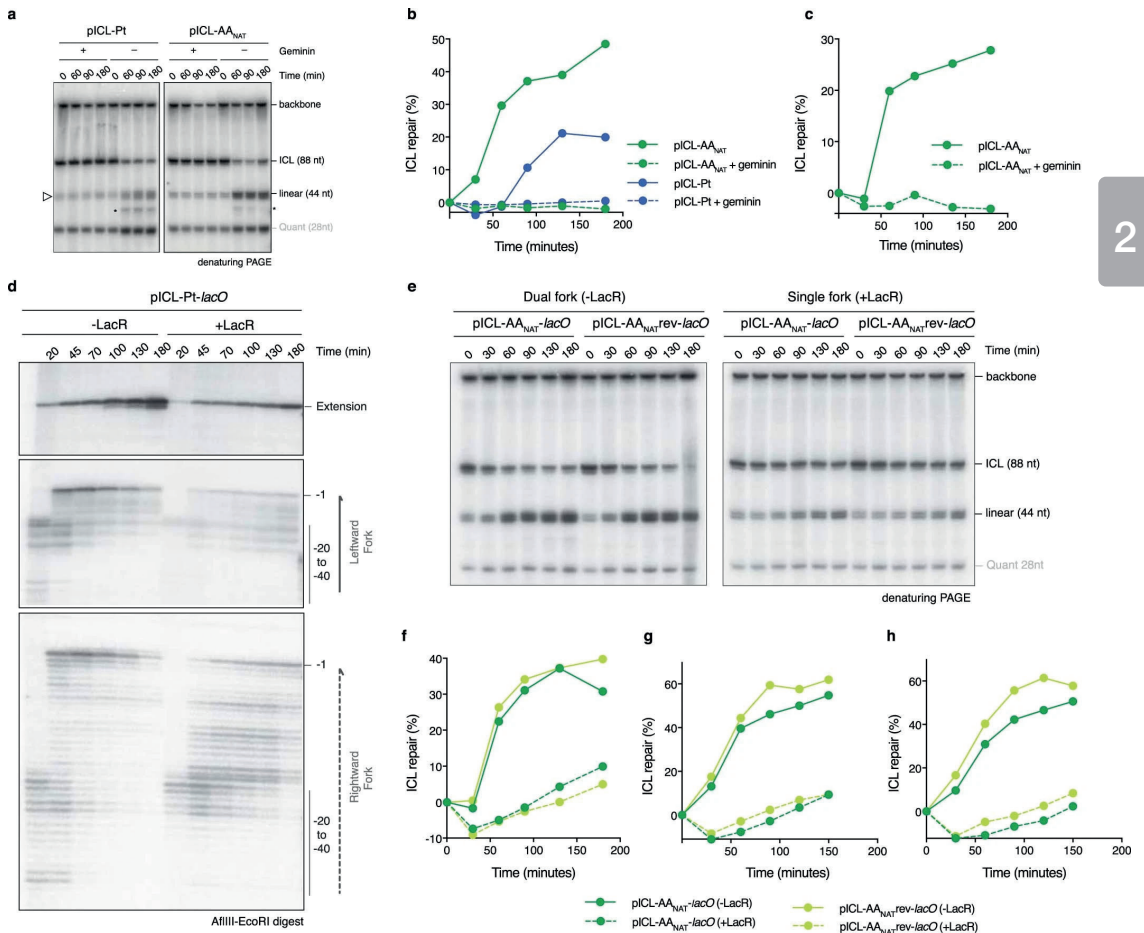 a
pICL-Pt pICL-AA_NAT
+ − + − Geminin
0 60 90 180 0 60 90 180 0 60 90 180 0 60 90 180 Time (min)
backbone
ICL (88 nt)
linear (44 nt)
Quant (28nt)
denaturing PAGE
b
ICL repair (%)
50
40
30
20
10
0
0 50 100 150 200
Time (minutes)
pICL-AA_NAT
pICL-AA_NAT + geminin
pICL-Pt
pICL-Pt + geminin
c
ICL repair (%)
30
20
10
0
50 100 150 200
Time (minutes)
pICL-AA_NAT
pICL-AA_NAT + geminin
2
d
pICL-Pt-lacO
-LacR +LacR
20 45 70 100 130 180 20 45 70 100 130 180 Time (min)
Extension
-1
-20
to
-40
Leftward
Fork
-1
-20
to
-40
Rightward
Fork
AflIII-EcoRI digest
e
Dual fork (-LacR) Single fork (+LacR)
pICL-AA_NAT-lacO pICL-AA_NATrev-lacO pICL-AA_NAT-lacO pICL-AA_NATrev-lacO
0 30 60 90 130 180 0 30 60 90 130 180 Time (min) 0 30 60 90 130 180 0 30 60 90 130 180 Time (min)
backbone
ICL (88 nt)
linear (44 nt)
Quant 28nt
denaturing PAGE
f
ICL repair (%)
40
30
20
10
0
-10
0 50 100 150 200
Time (minutes)
g
ICL repair (%)
60
40
20
0
0 50 100 150 200
Time (minutes)
h
ICL repair (%)
60
40
20
0
0 50 100 150 200
Time (minutes)
pICL-AA_NAT-lacO (-LacR)
pICL-AA_NAT-lacO (+LacR)
pICL-AA_NATrev-lacO (-LacR)
pICL-AA_NATrev-lacO (+LacR)